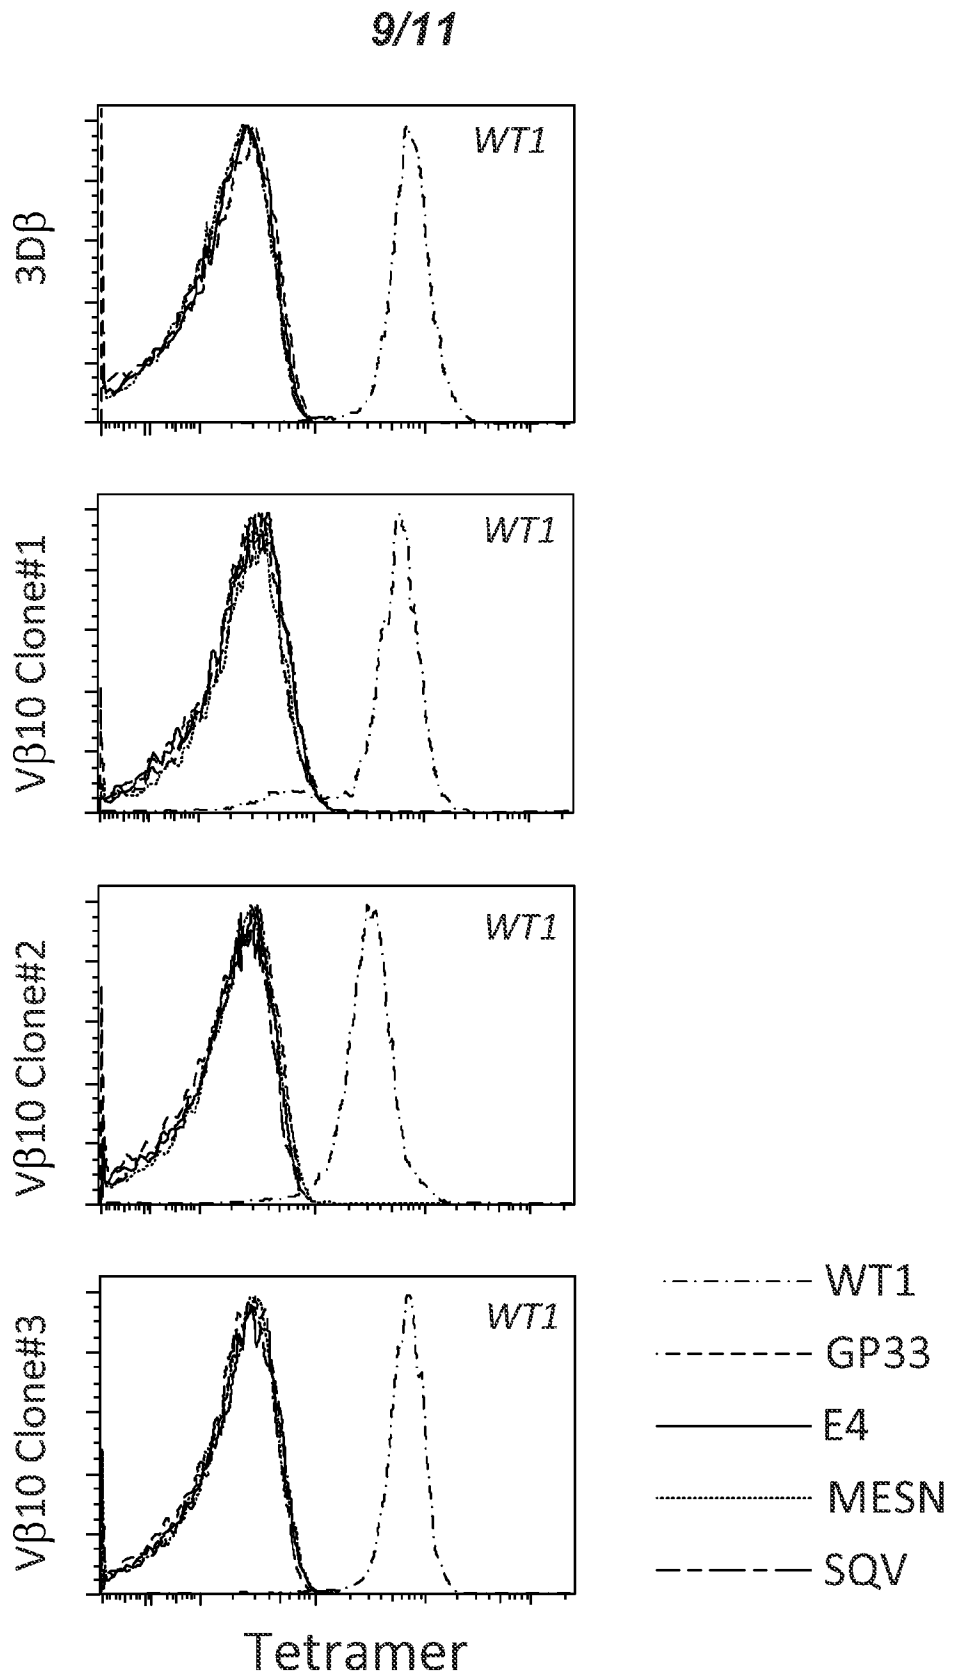 9/11
3Dβ
WT1
Vβ10 Clone#1
WT1
Vβ10 Clone#2
WT1
Vβ10 Clone#3
WT1
WT1
GP33
E4
MESN
SQV
Tetramer